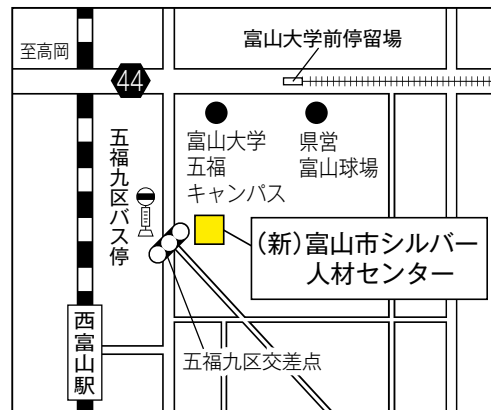 至高岡
富山大学前停留場
44
富山大学
五福
キャンパス
県営
富山球場
五福九区バス停
(新)富山市シルバー
人材センター
西富山駅
五福九区交差点